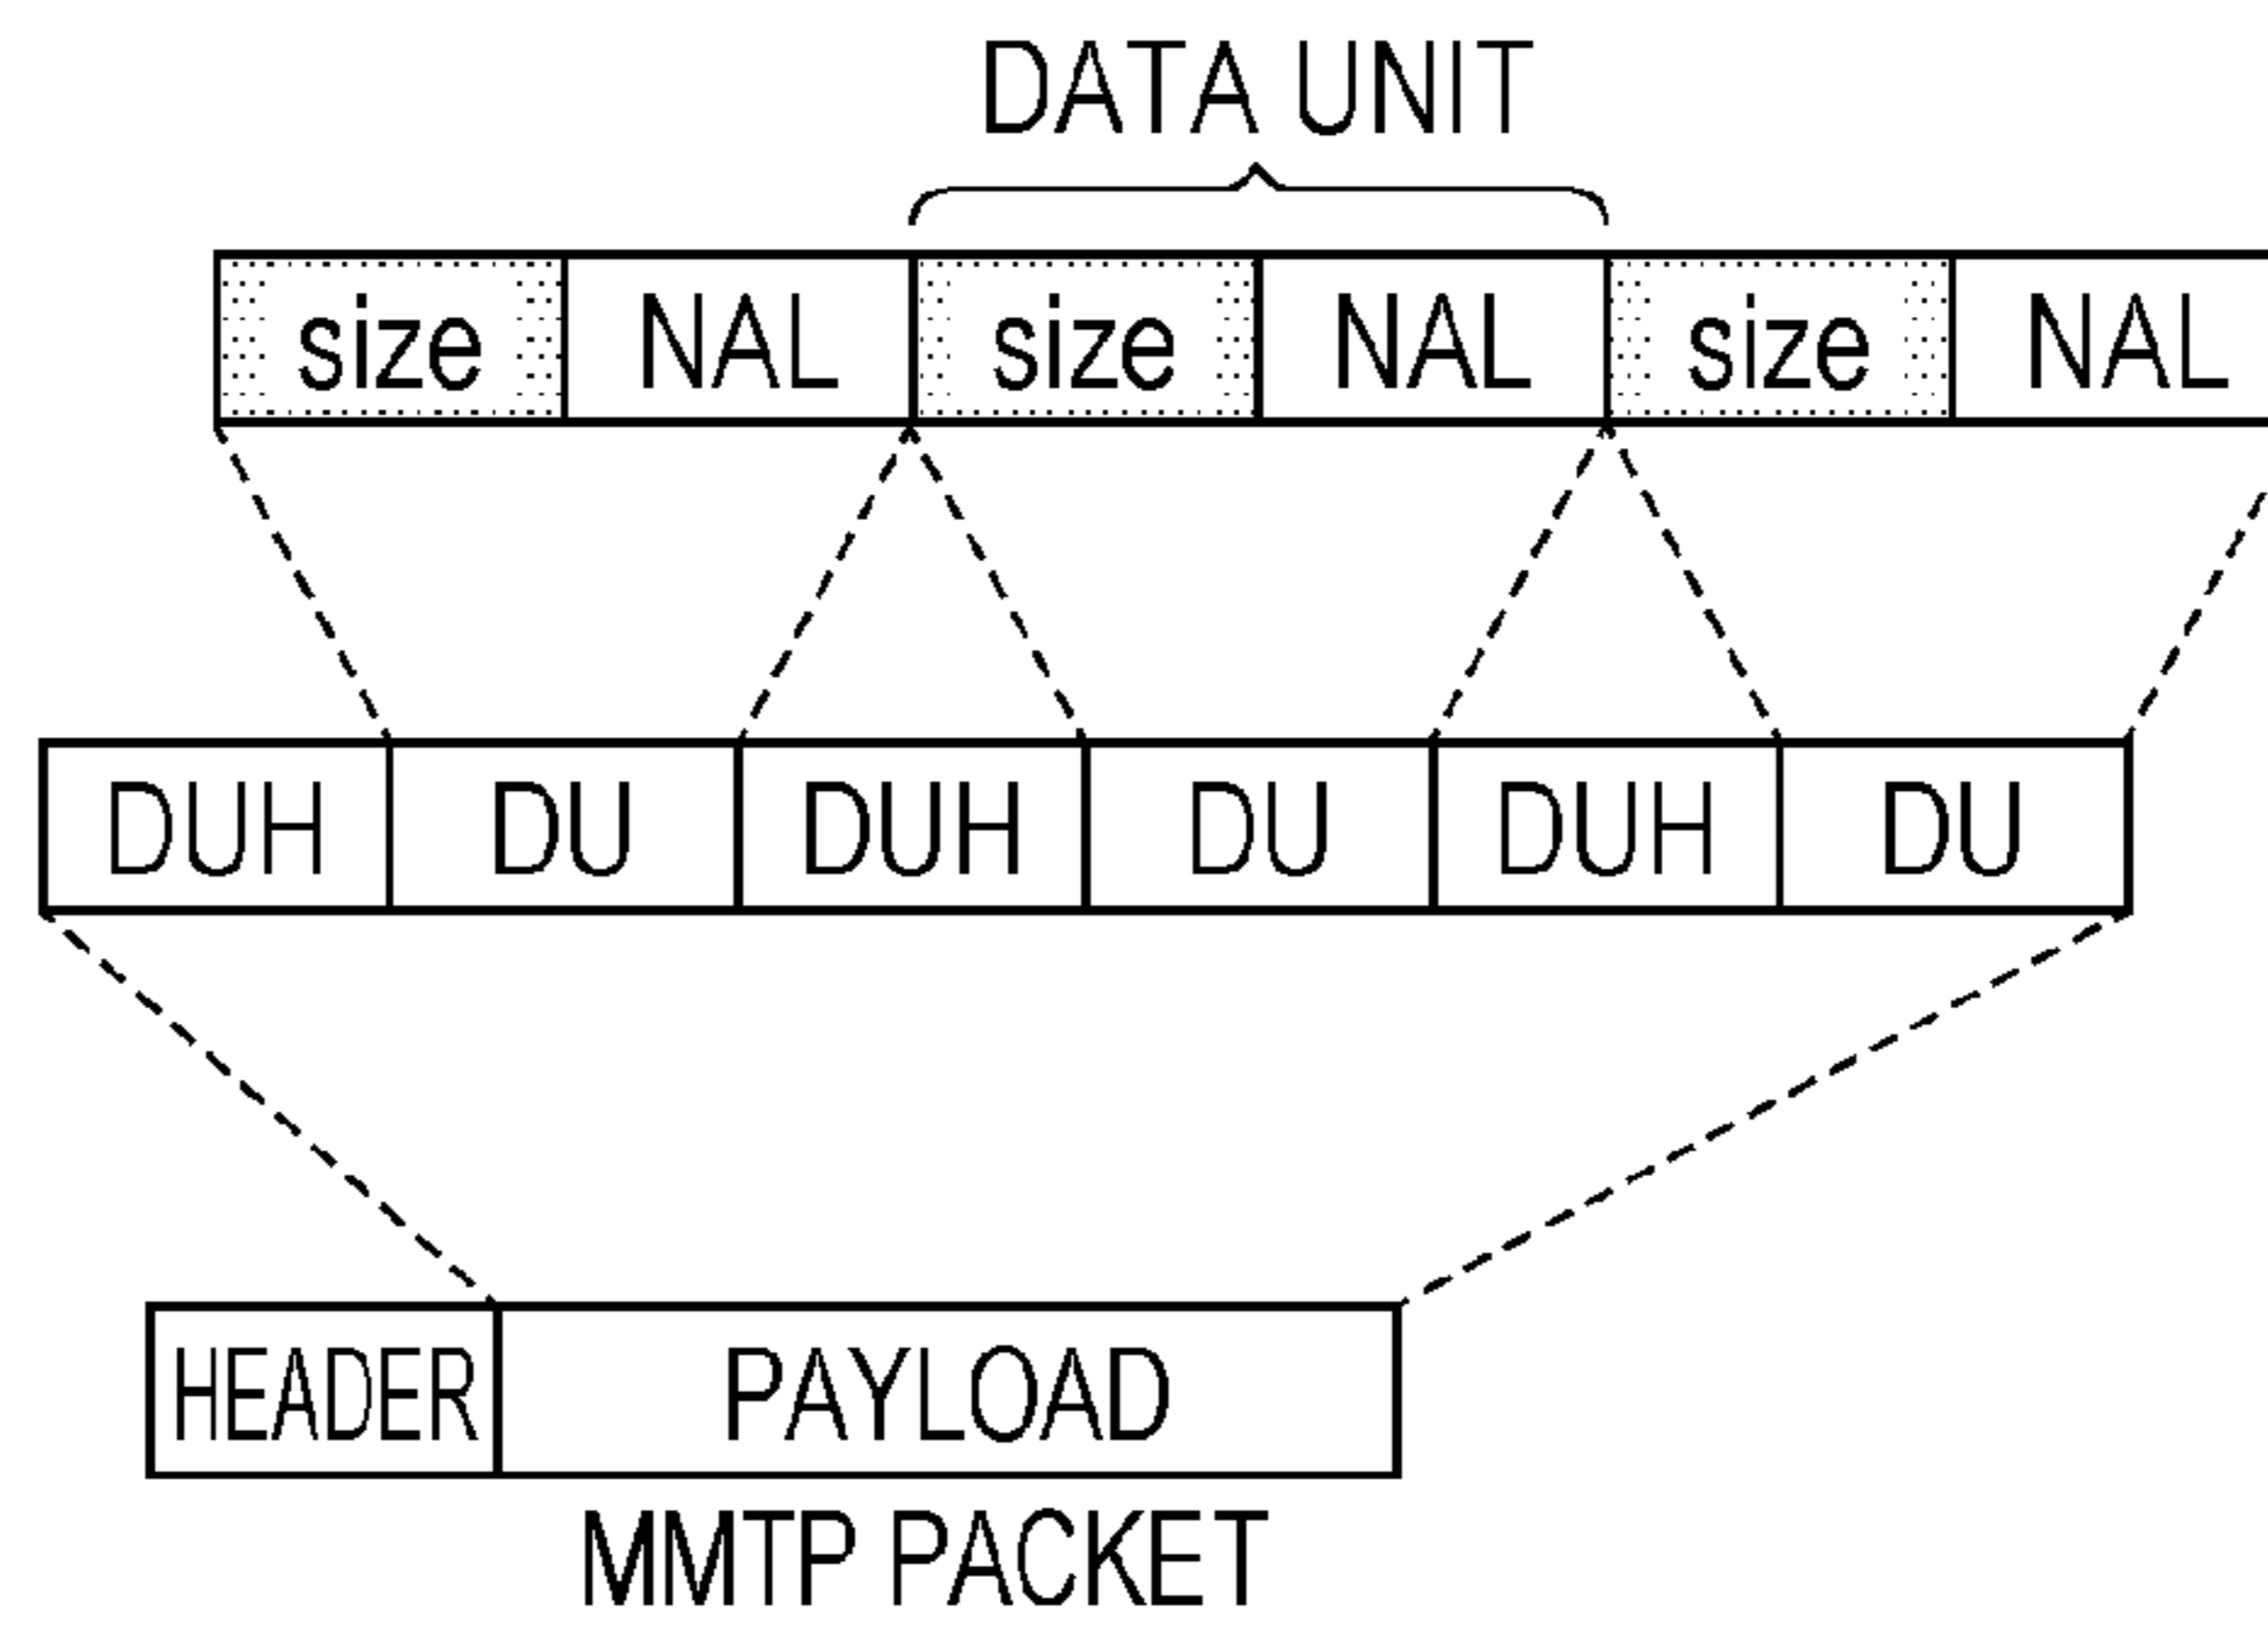 DATA UNIT
size NAL size NAL size NAL
DUH DU DUH DU DUH DU
HEADER PAYLOAD
MMTP PACKET